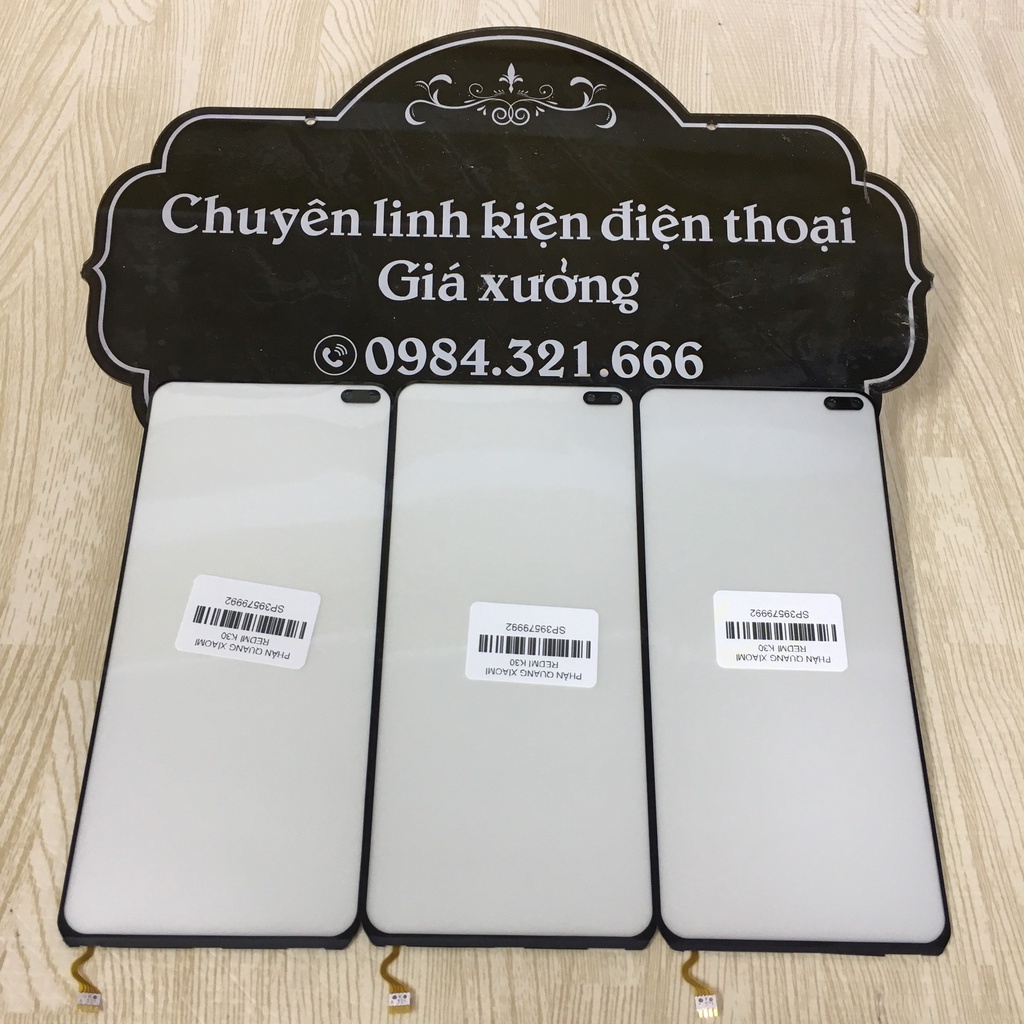 Chuyên linh kiện điện thoại
Giá xưởng
0984.321.666
PHẢN QUANG XIAOMI
REDMI K30
SP39579992
PHẢN QUANG XIAOMI
REDMI K30
SP39579992
PHẢN QUANG XIAOMI
REDMI K30
SP39579992